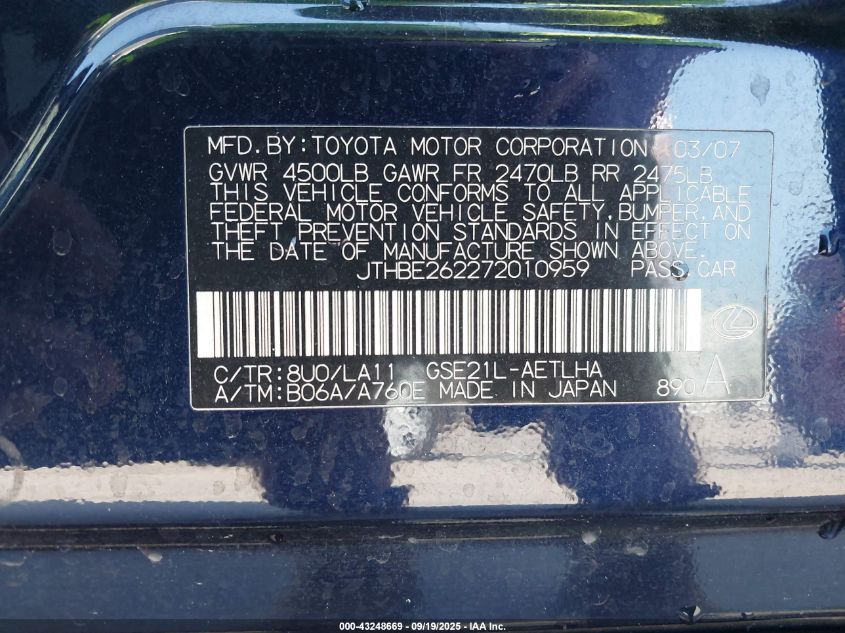 MFD.BY:TOYOTA MOTOR CORPORATION 03/07
GVWR 4500LB GAWR FR 2470LB RR 2475LB
THIS VEHICLE CONFORMS TO ALL APPLICABLE
FEDERAL MOTOR VEHICLE SAFETY,BUMPER,AND
THEFT PREVENTION STANDARDS IN EFFECT ON
THE DATE OF MANUFACTURE SHOWN ABOVE.
JTHBE262272010959 PASS.CAR
C/TR:8U0/LA11 GSE21L-AETLHA
A/TM:B06A/A760E MADE IN JAPAN 890 A
000-43248669 - 09/19/2025 - IAA Inc.